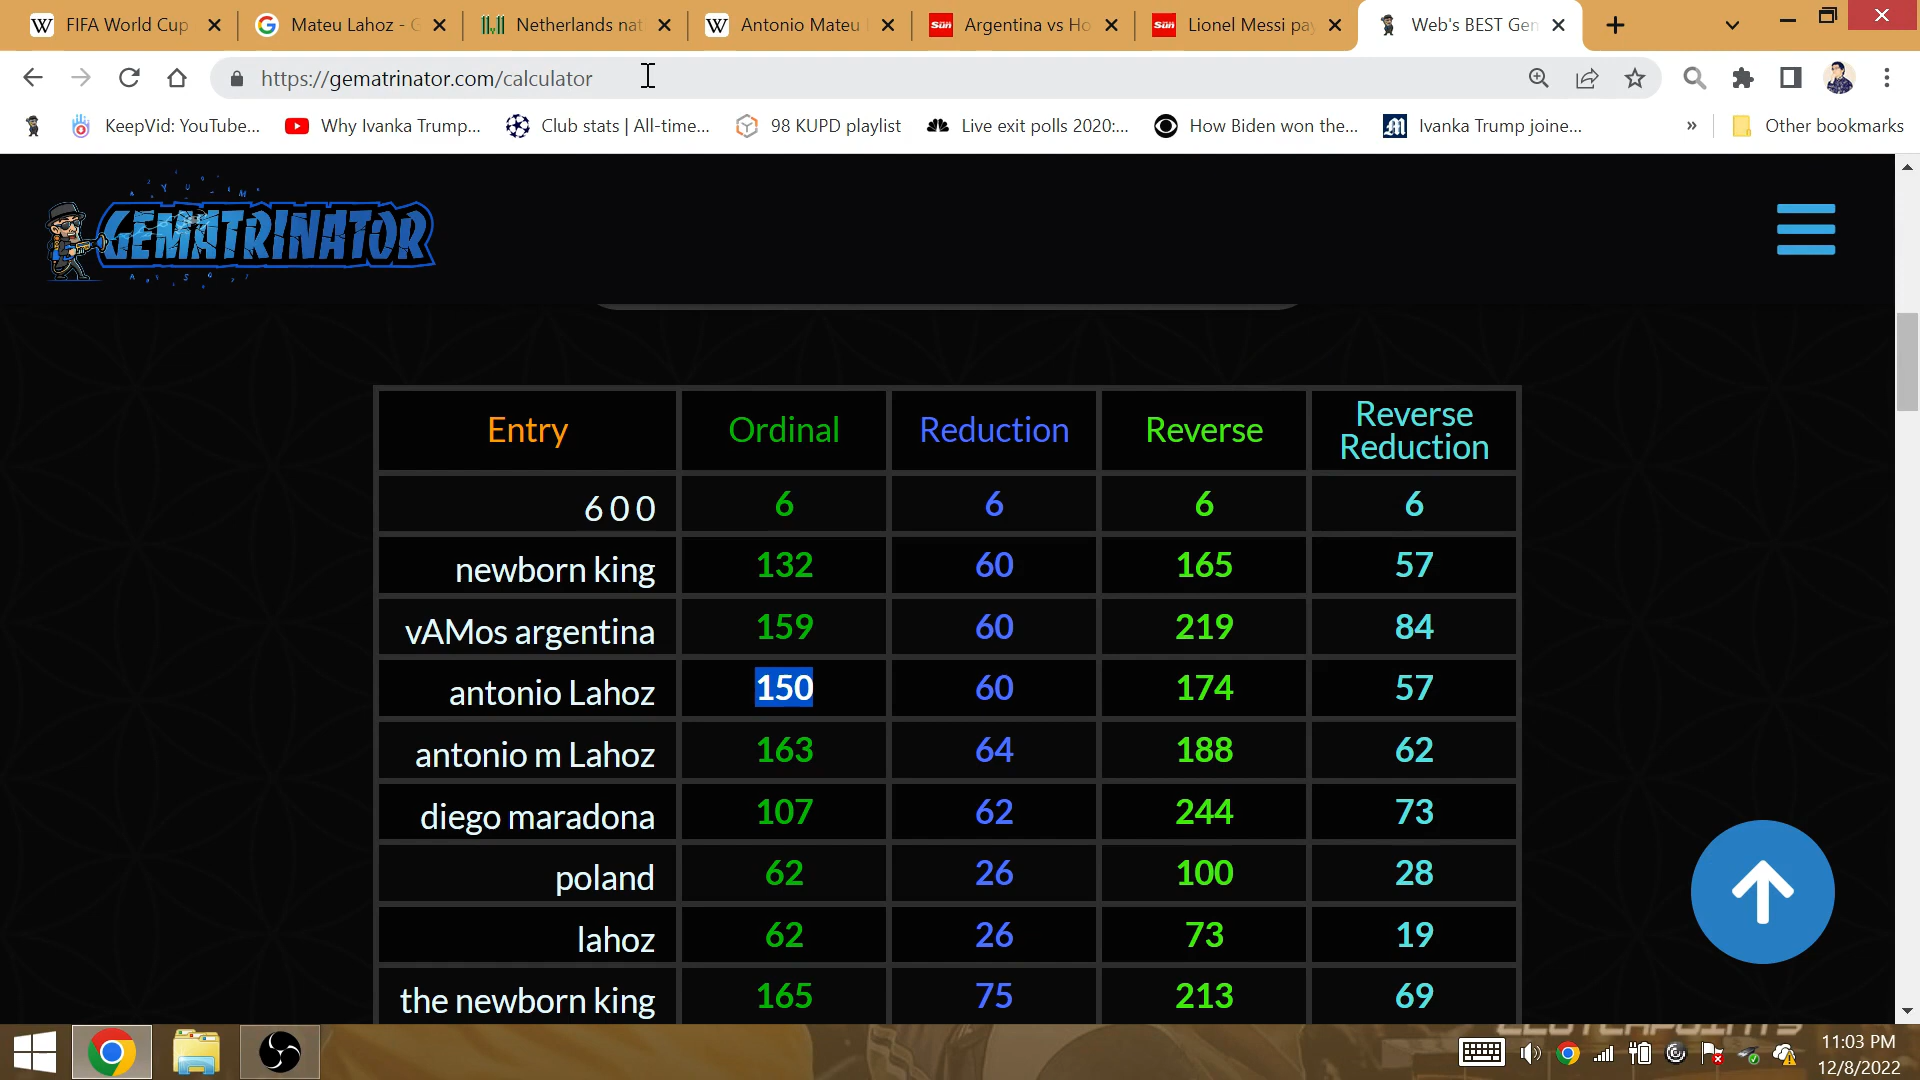 FIFA World Cup
Mateu Lahoz - G
Netherlands nat
Antonio Mateu
Argentina vs Ho
Lionel Messi pay
Web's BEST Gem
https://gematrinator.com/calculator
KeepVid: YouTube...
Why Ivanka Trump...
Club stats | All-time...
98 KUPD playlist
Live exit polls 2020:...
How Biden won the...
Ivanka Trump joine...
»
Other bookmarks
GEMATRINATOR
Entry Ordinal Reduction Reverse Reverse Reduction
6 0 0 6 6 6 6
newborn king 132 60 165 57
vAMos argentina 159 60 219 84
antonio Lahoz 150 60 174 57
antonio m Lahoz 163 64 188 62
diego maradona 107 62 244 73
poland 62 26 100 28
lahoz 62 26 73 19
the newborn king 165 75 213 69
11:03 PM
12/8/2022